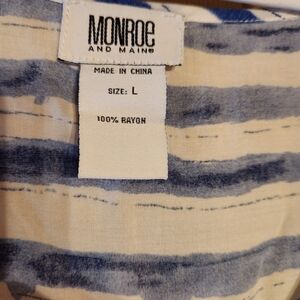 MONROE
AND MAIN®
MADE IN CHINA
SIZE: L
100% RAYON